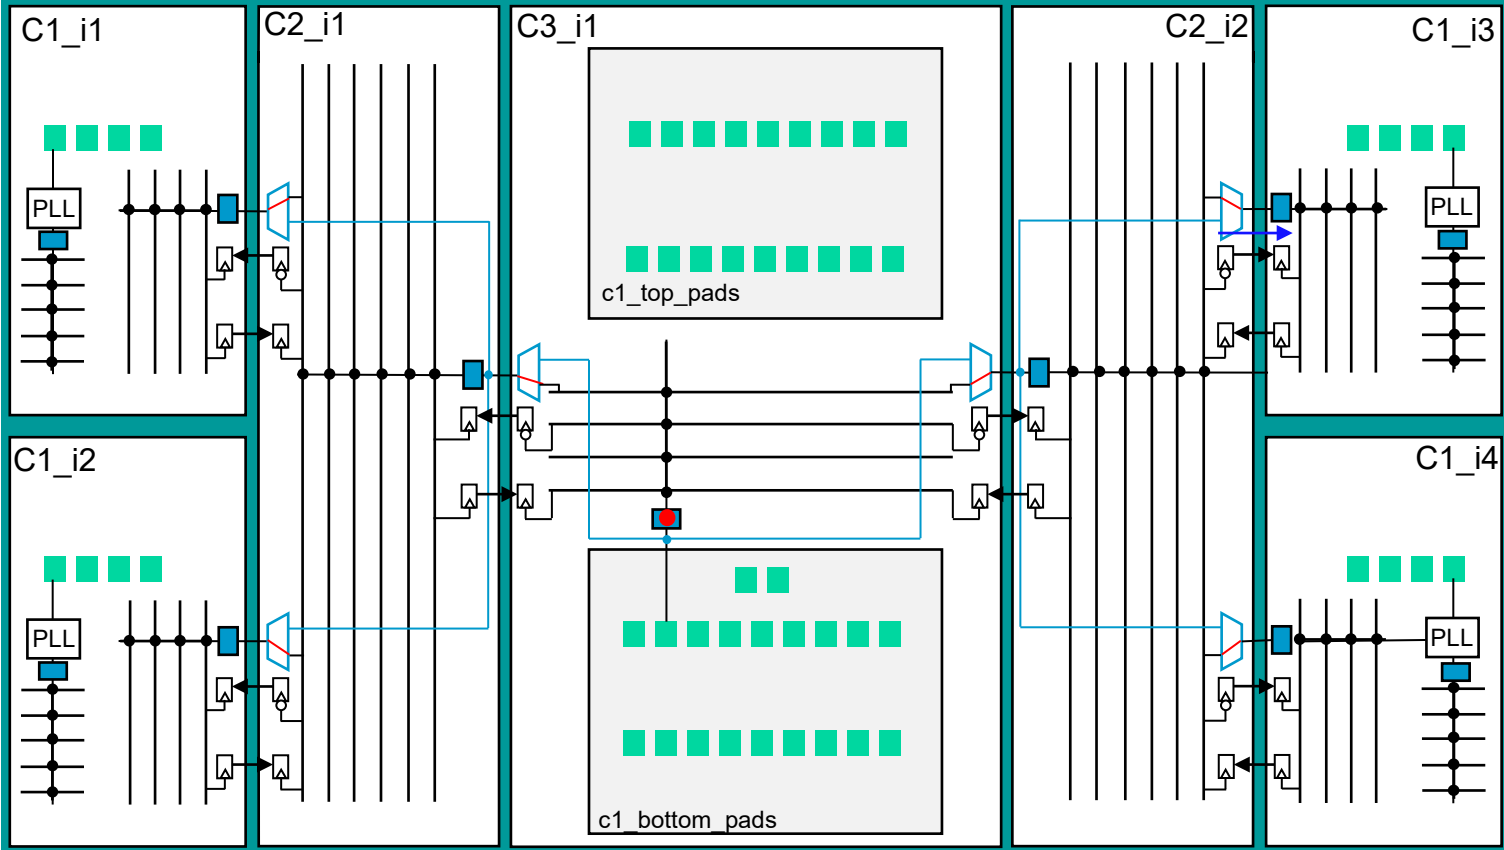 C1_i1
C2_i1
C3_i1
C2_i2
C1_i3
PLL
PLL
c1_top_pads
C1_i2
C1_i4
PLL
PLL
c1_bottom_pads